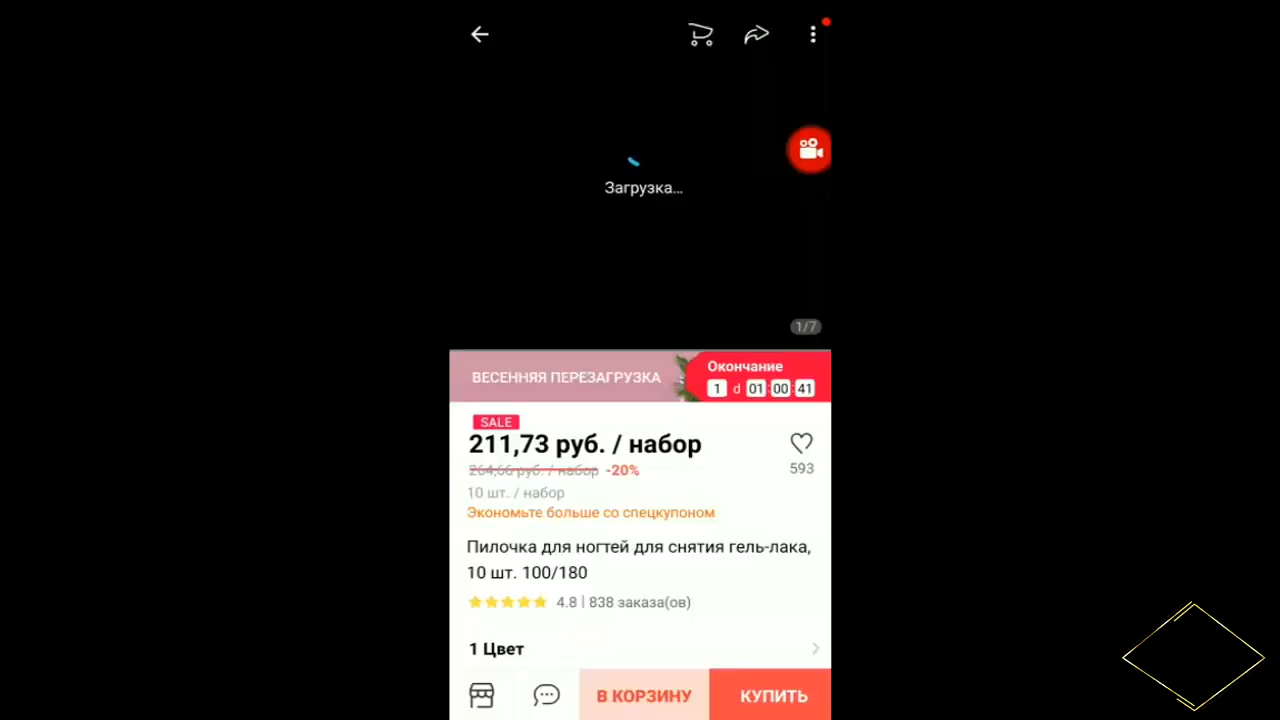 Загрузка...
1/7
ВЕСЕННЯЯ ПЕРЕЗАГРУЗКА
Окончание
1 d 01:00:41
SALE
211,73 руб. / набор
264,66 руб. / набор -20%
593
10 шт. / набор
Экономьте больше со спецкупоном
Пилочка для ногтей для снятия гель-лака,
10 шт. 100/180
4.8 | 838 заказа(ов)
1 Цвет
В КОРЗИНУ
КУПИТЬ